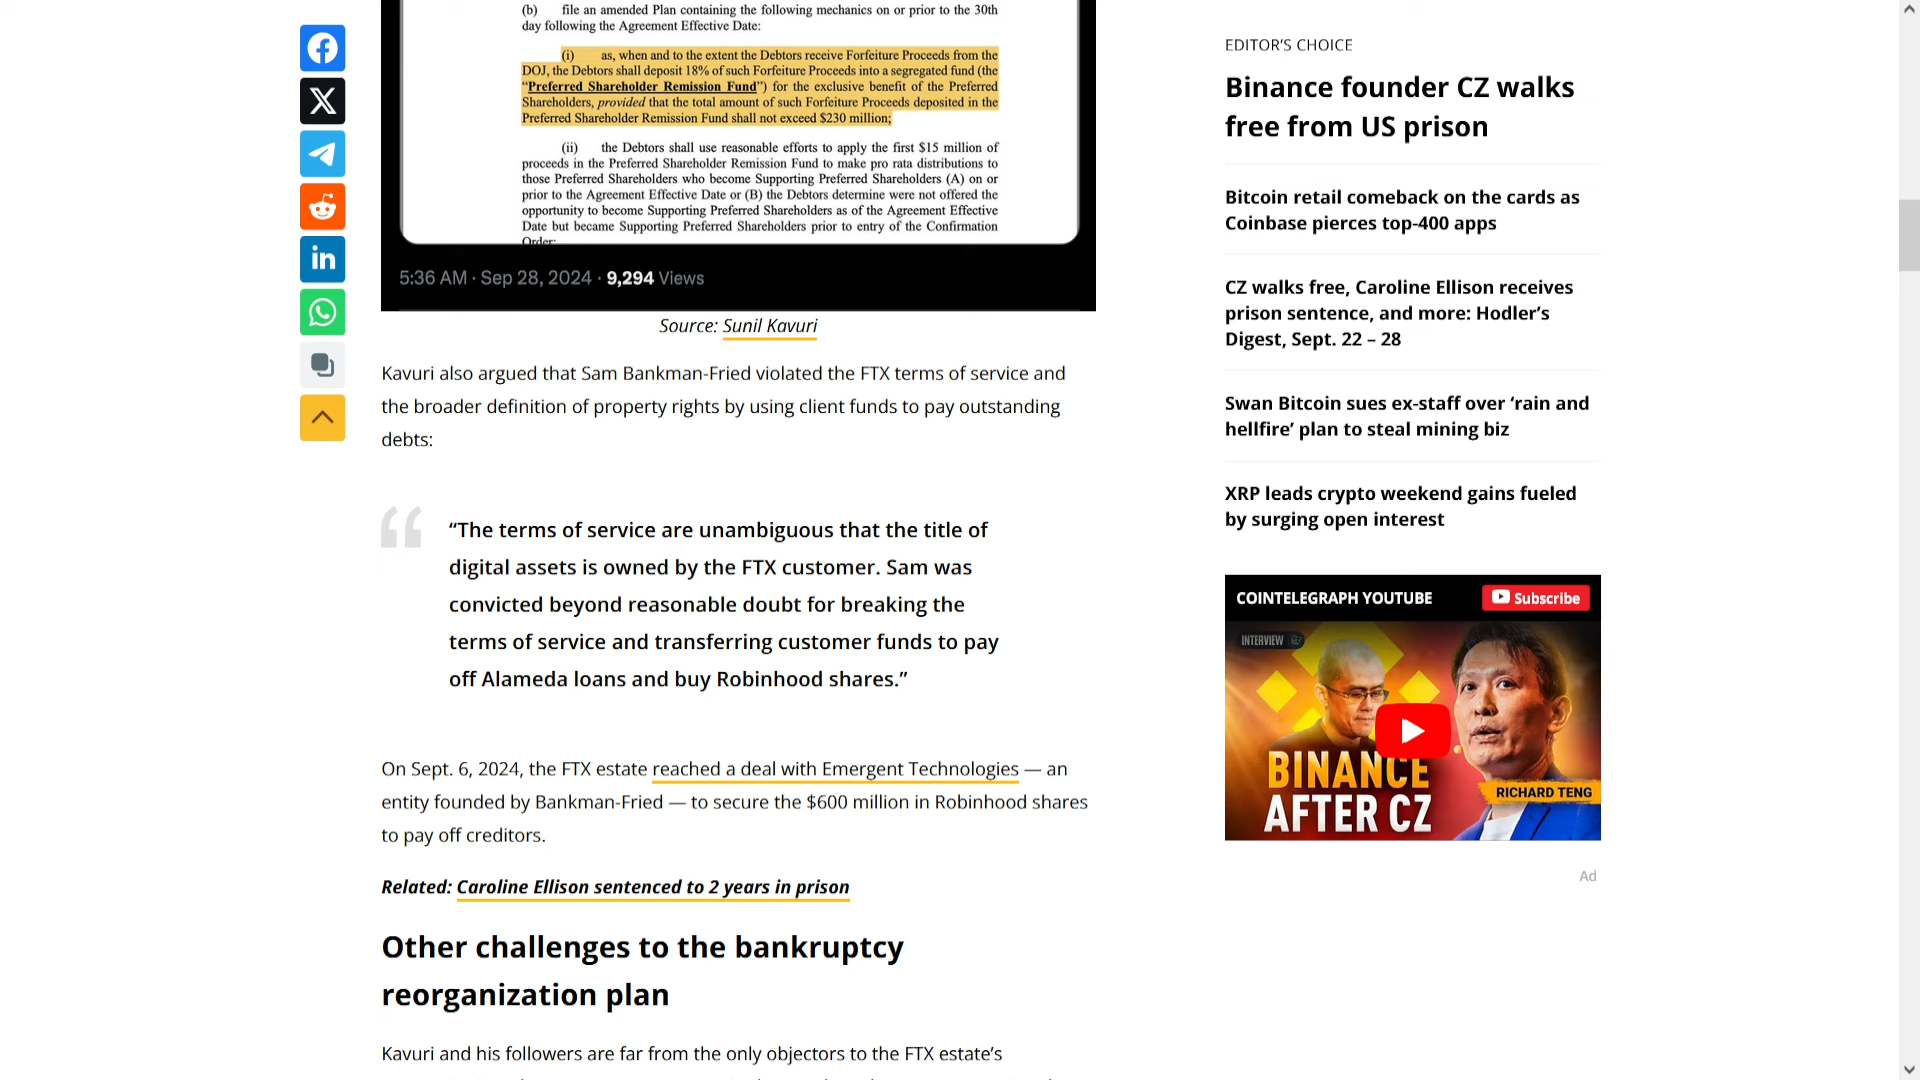 (b) file an amended Plan containing the following mechanics on or prior to the 30th
day following the Agreement Effective Date:
(i) as, when and to the extent the Debtors receive Forfeiture Proceeds from the
DOJ, the Debtors shall deposit 18% of such Forfeiture Proceeds into a segregated fund (the
“Preferred Shareholder Remission Fund”) for the exclusive benefit of the Preferred
Shareholders, provided that the total amount of such Forfeiture Proceeds deposited in the
Preferred Shareholder Remission Fund shall not exceed $230 million;
(ii) the Debtors shall use reasonable efforts to apply the first $15 million of
proceeds in the Preferred Shareholder Remission Fund to make pro rata distributions to
those Preferred Shareholders who become Supporting Preferred Shareholders (A) on or
prior to the Agreement Effective Date or (B) the Debtors determine were not offered the
opportunity to become Supporting Preferred Shareholders as of the Agreement Effective
Date but became Supporting Preferred Shareholders prior to entry of the Confirmation
Order;
5:36 AM · Sep 28, 2024 · 9,294 Views
Source: Sunil Kavuri
Kavuri also argued that Sam Bankman-Fried violated the FTX terms of service and
the broader definition of property rights by using client funds to pay outstanding
debts:
“The terms of service are unambiguous that the title of
digital assets is owned by the FTX customer. Sam was
convicted beyond reasonable doubt for breaking the
terms of service and transferring customer funds to pay
off Alameda loans and buy Robinhood shares.”
On Sept. 6, 2024, the FTX estate reached a deal with Emergent Technologies — an
entity founded by Bankman-Fried — to secure the $600 million in Robinhood shares
to pay off creditors.
Related: Caroline Ellison sentenced to 2 years in prison
Other challenges to the bankruptcy
reorganization plan
Kavuri and his followers are far from the only objectors to the FTX estate’s
EDITOR’S CHOICE
Binance founder CZ walks
free from US prison
Bitcoin retail comeback on the cards as
Coinbase pierces top-400 apps
CZ walks free, Caroline Ellison receives
prison sentence, and more: Hodler’s
Digest, Sept. 22 – 28
Swan Bitcoin sues ex-staff over ‘rain and
hellfire’ plan to steal mining biz
XRP leads crypto weekend gains fueled
by surging open interest
COINTELEGRAPH YOUTUBE
Subscribe
INTERVIEW
BINANCE
AFTER CZ
RICHARD TENG
Ad